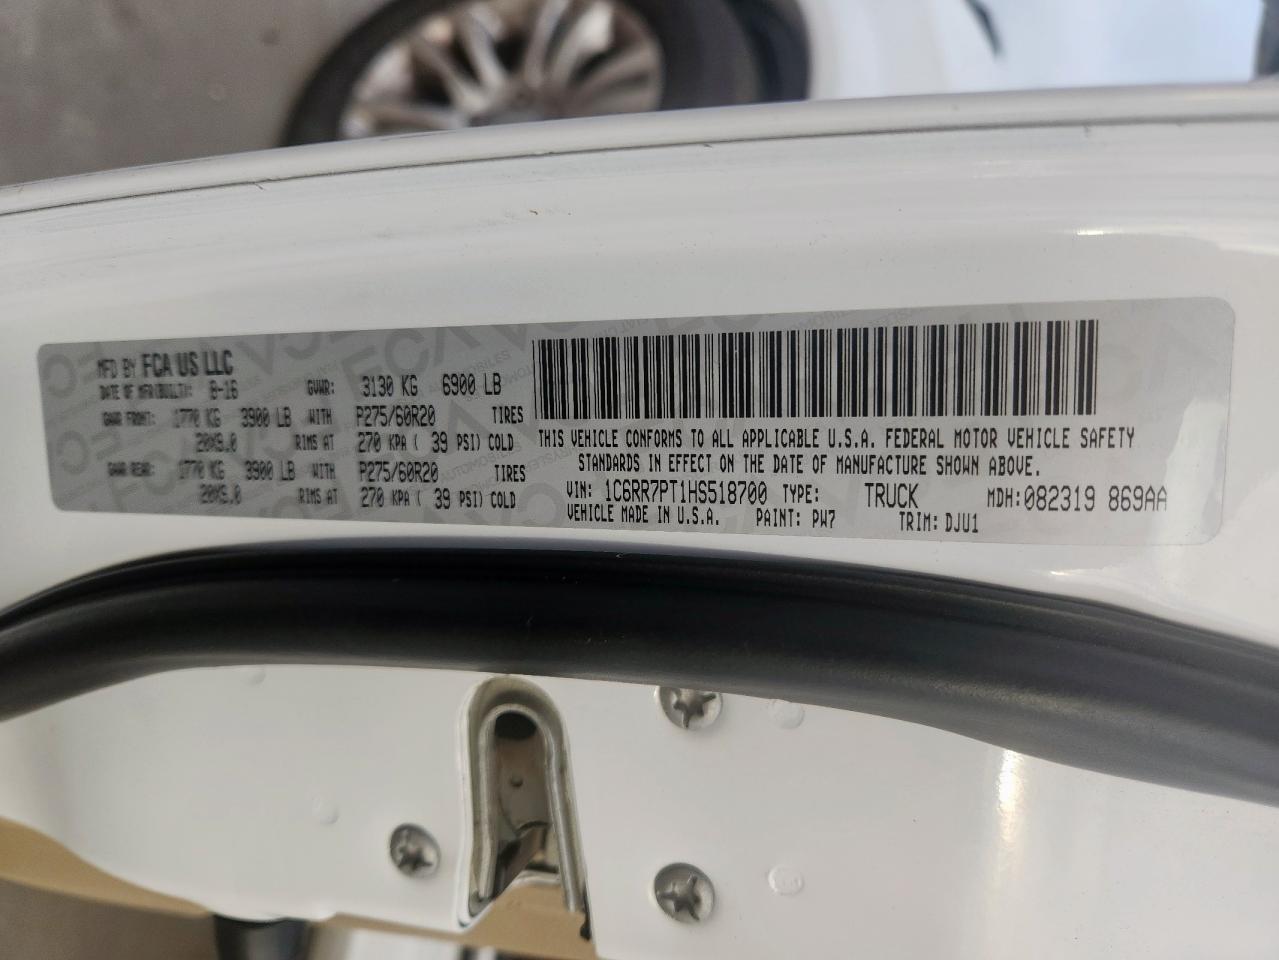 MFD BY FCA US LLC
DATE OF MFR(BUILT): 8-16 GVWR: 3130 KG 6900 LB
GAWR FRONT: 1770 KG 3900 LB WITH P275/60R20 TIRES
20X9.0 RIMS AT 270 KPA ( 39 PSI) COLD
GAWR REAR: 1770 KG 3900 LB WITH P275/60R20 TIRES
20X9.0 RIMS AT 270 KPA ( 39 PSI) COLD
THIS VEHICLE CONFORMS TO ALL APPLICABLE U.S.A. FEDERAL MOTOR VEHICLE SAFETY
STANDARDS IN EFFECT ON THE DATE OF MANUFACTURE SHOWN ABOVE.
VIN: 1C6RR7PT1HS518700 TYPE: TRUCK MDH:082319 869AA
VEHICLE MADE IN U.S.A. PAINT: PW7 TRIM: DJU1